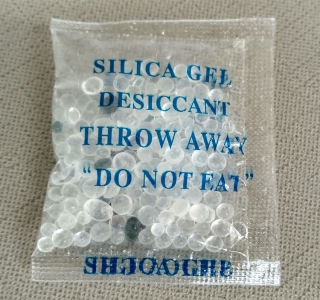 SILICA GEL
DESICCANT
THROW AWAY
“DO NOT EAT”